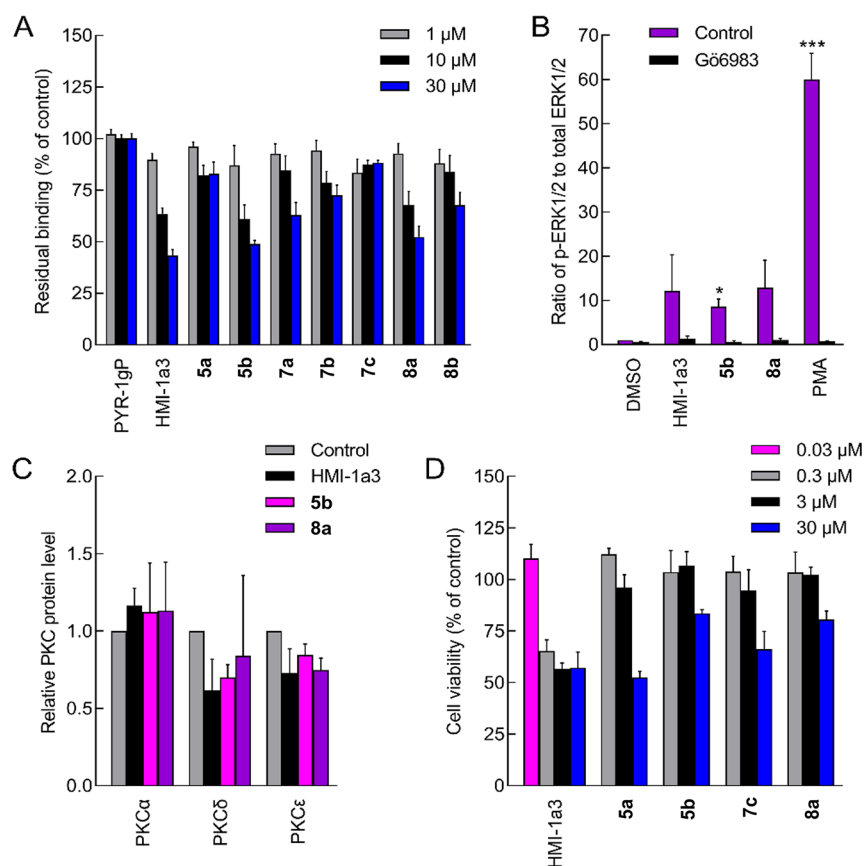 A
Residual binding (% of control)
150
125
100
75
50
25
0
1 µM
10 µM
30 µM
PYR-1gP
HMI-1a3
5a
5b
7a
7b
7c
8a
8b
B
Ratio of p-ERK1/2 to total ERK1/2
70
60
50
40
30
20
10
0
Control
Gö6983
*
***
DMSO
HMI-1a3
5b
8a
PMA
C
Relative PKC protein level
2.0
1.5
1.0
0.5
0.0
Control
HMI-1a3
5b
8a
PKCα
PKCδ
PKCε
D
Cell viability (% of control)
150
125
100
75
50
25
0
0.03 µM
0.3 µM
3 µM
30 µM
HMI-1a3
5a
5b
7c
8a